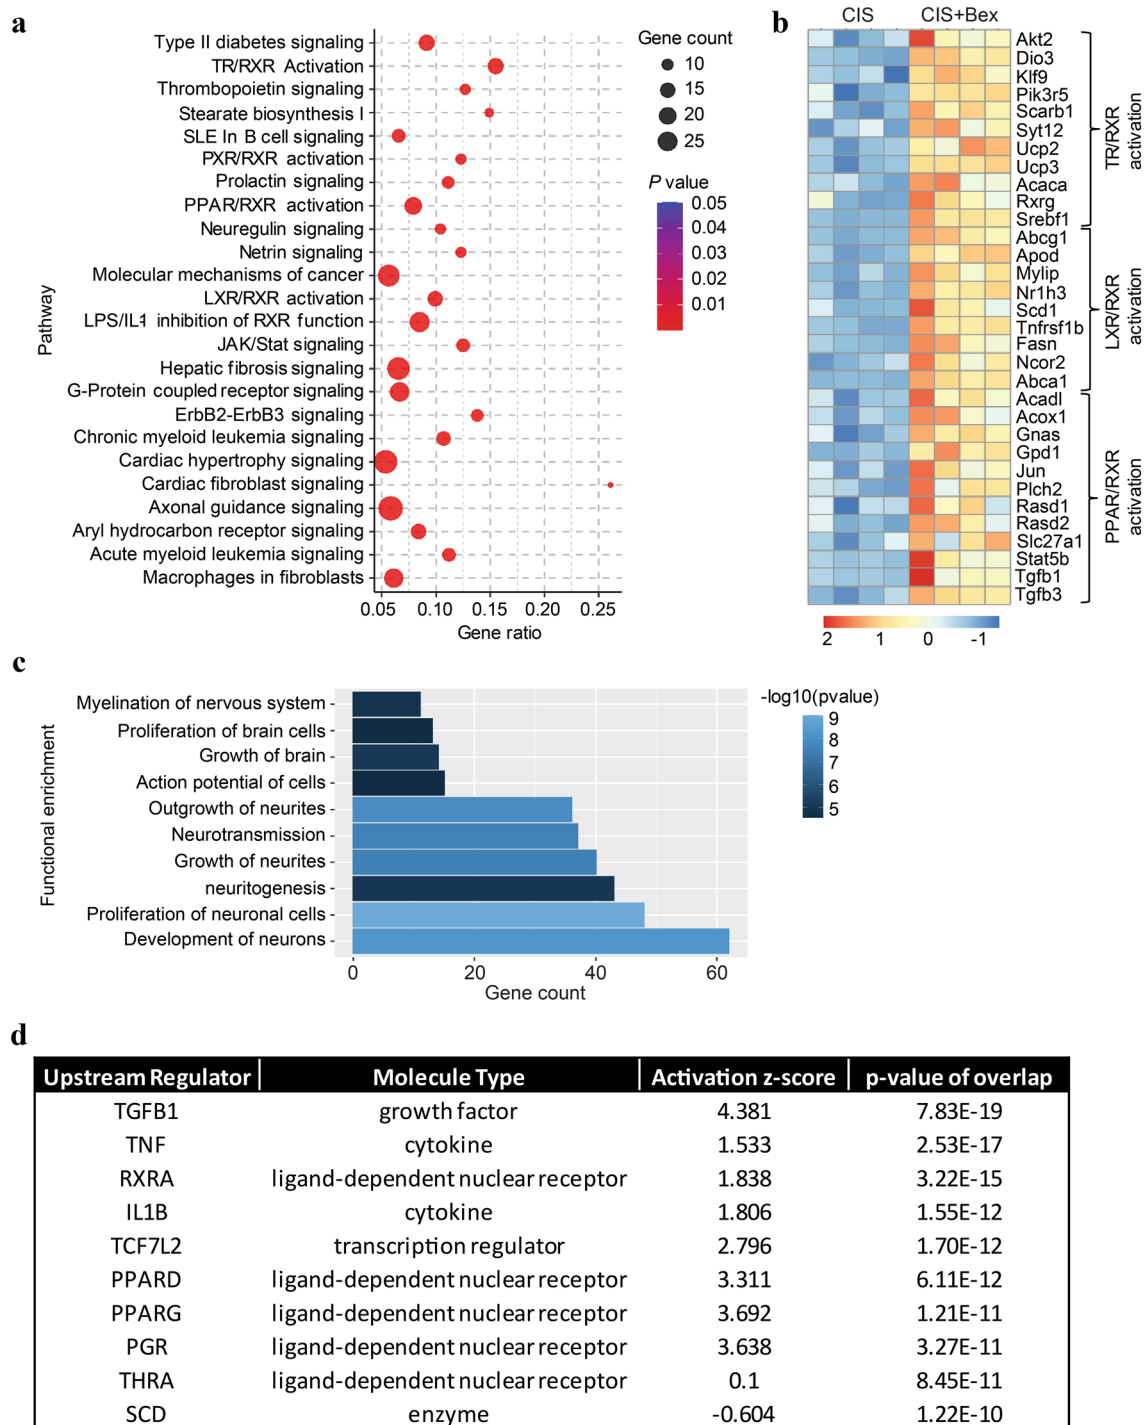 a
Type II diabetes signaling
TR/RXR Activation
Thrombopoietin signaling
Stearate biosynthesis I
SLE In B cell signaling
PXR/RXR activation
Prolactin signaling
PPAR/RXR activation
Neuregulin signaling
Netrin signaling
Molecular mechanisms of cancer
LXR/RXR activation
LPS/IL1 inhibition of RXR function
JAK/Stat signaling
Hepatic fibrosis signaling
G-Protein coupled receptor signaling
ErbB2-ErbB3 signaling
Chronic myeloid leukemia signaling
Cardiac hypertrophy signaling
Cardiac fibroblast signaling
Axonal guidance signaling
Aryl hydrocarbon receptor signaling
Acute myeloid leukemia signaling
Macrophages in fibroblasts
Pathway
0.05 0.10 0.15 0.20 0.25
Gene ratio
Gene count
10
15
20
25
P value
0.05
0.04
0.03
0.02
0.01
b
CIS CIS+Bex
Akt2
Dio3
Klf9
Pik3r5
Scarb1
Syt12
Ucp2
Ucp3
Acaca
Rxrg
Srebf1
Abcg1
Apod
Mylip
Nr1h3
Scd1
Tnfrsf1b
Fasn
Ncor2
Abca1
Acadl
Acox1
Gnas
Gpd1
Jun
Plch2
Rasd1
Rasd2
Slc27a1
Stat5b
Tgfb1
Tgfb3
TR/RXR
activation
LXR/RXR
activation
PPAR/RXR
activation
2 1 0 -1
c
Myelination of nervous system
Proliferation of brain cells
Growth of brain
Action potential of cells
Outgrowth of neurites
Neurotransmission
Growth of neurites
neuritogenesis
Proliferation of neuronal cells
Development of neurons
Functional enrichment
0 20 40 60
Gene count
-log10(pvalue)
9
8
7
6
5
d
Upstream Regulator Molecule Type Activation z-score p-value of overlap
TGFB1 growth factor 4.381 7.83E-19
TNF cytokine 1.533 2.53E-17
RXRA ligand-dependent nuclear receptor 1.838 3.22E-15
IL1B cytokine 1.806 1.55E-12
TCF7L2 transcription regulator 2.796 1.70E-12
PPARD ligand-dependent nuclear receptor 3.311 6.11E-12
PPARG ligand-dependent nuclear receptor 3.692 1.21E-11
PGR ligand-dependent nuclear receptor 3.638 3.27E-11
THRA ligand-dependent nuclear receptor 0.1 8.45E-11
SCD enzyme -0.604 1.22E-10